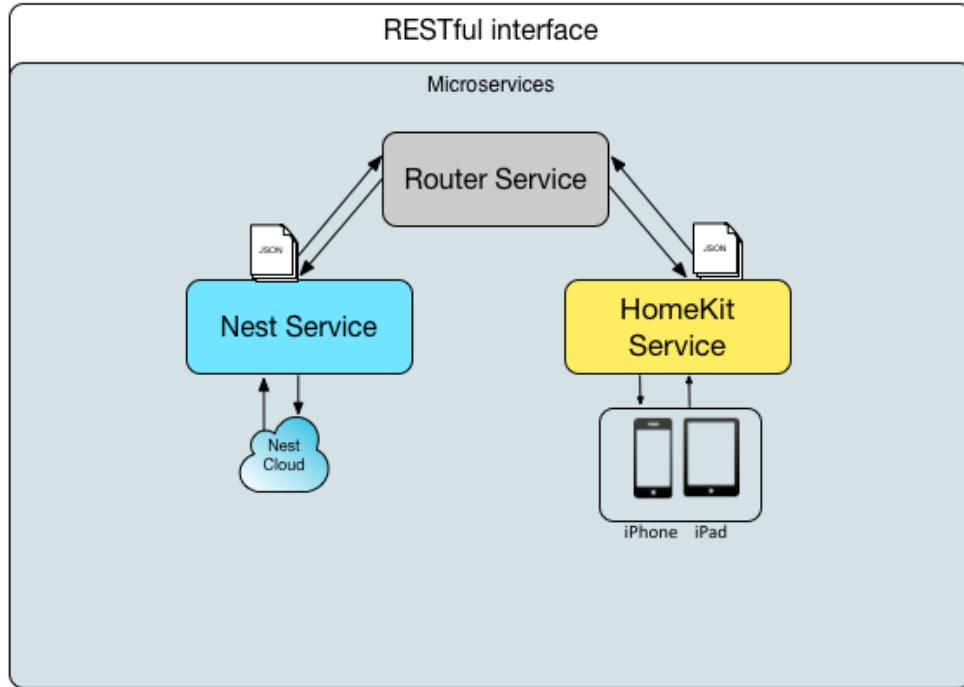 RESTful interface
Microservices
Router Service
JSON
JSON
Nest Service
HomeKit
Service
Nest
Cloud
iPhone
iPad